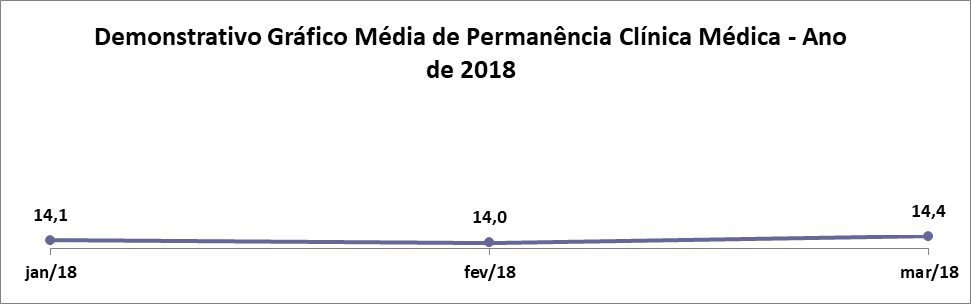 Demonstrativo Gráfico Média de Permanência Clínica Médica - Ano
de 2018
14,1
14,0
14,4
jan/18
fev/18
mar/18